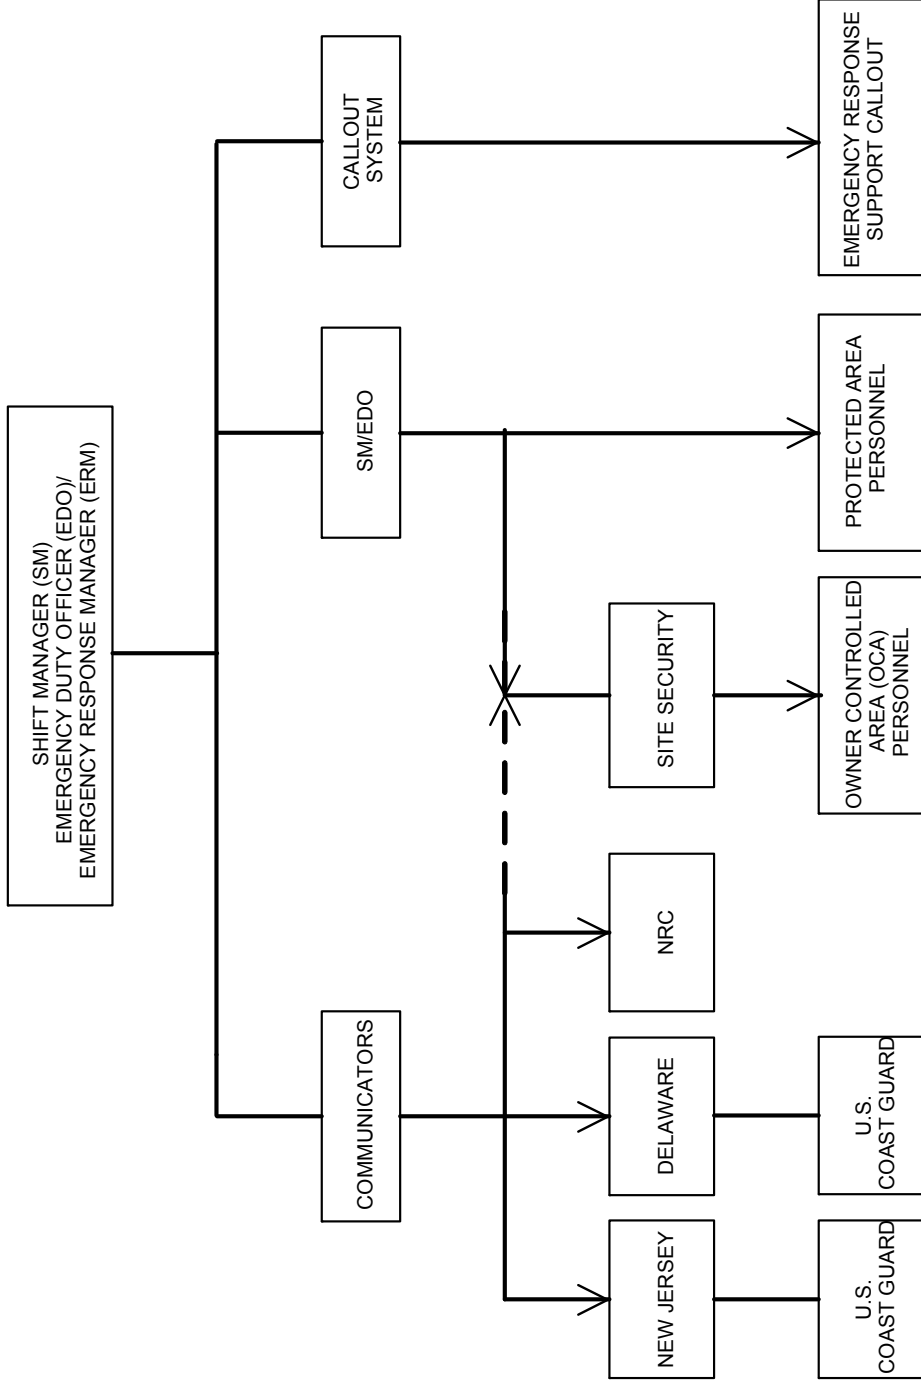 SHIFT MANAGER (SM)
EMERGENCY DUTY OFFICER (EDO)/
EMERGENCY RESPONSE MANAGER (ERM)
COMMUNICATORS
SM/EDO
CALLOUT
SYSTEM
NEW JERSEY
DELAWARE
NRC
SITE SECURITY
U.S.
COAST GUARD
U.S.
COAST GUARD
OWNER CONTROLLED
AREA (OCA)
PERSONNEL
PROTECTED AREA
PERSONNEL
EMERGENCY RESPONSE
SUPPORT CALLOUT